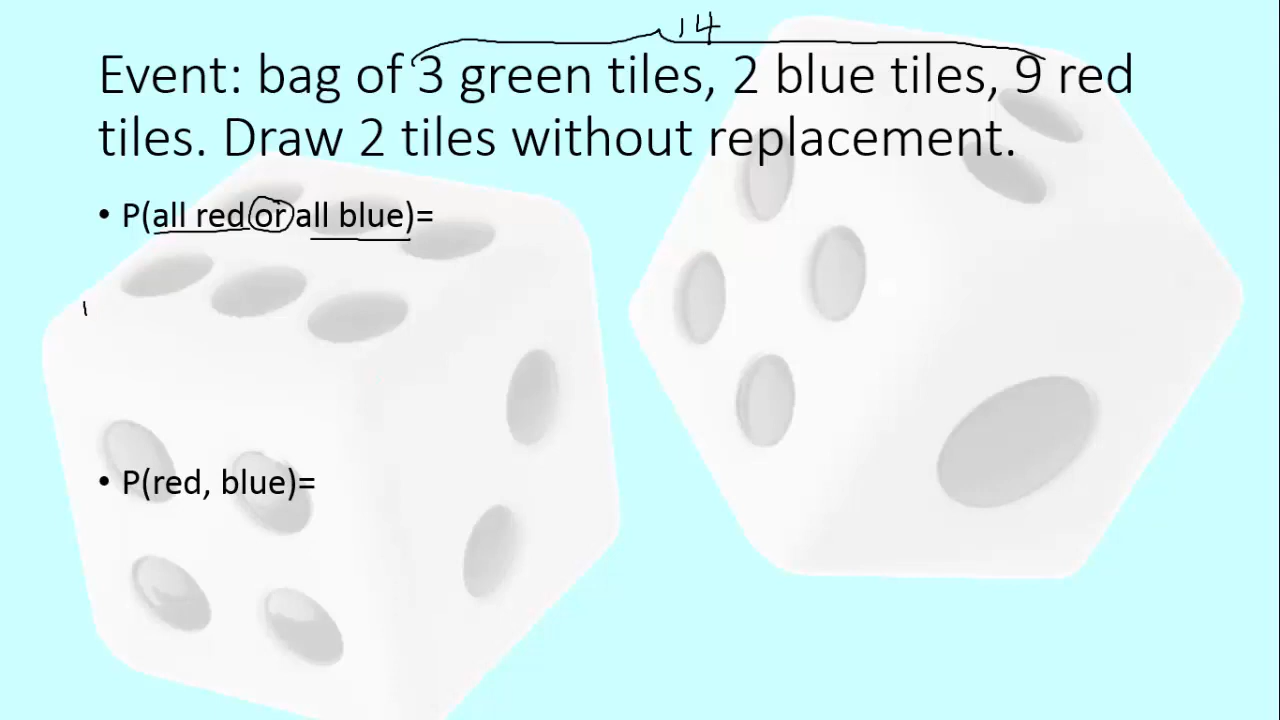 14
Event: bag of 3 green tiles, 2 blue tiles, 9 red
tiles. Draw 2 tiles without replacement.
• P(all red or all blue)=
• P(red, blue)=